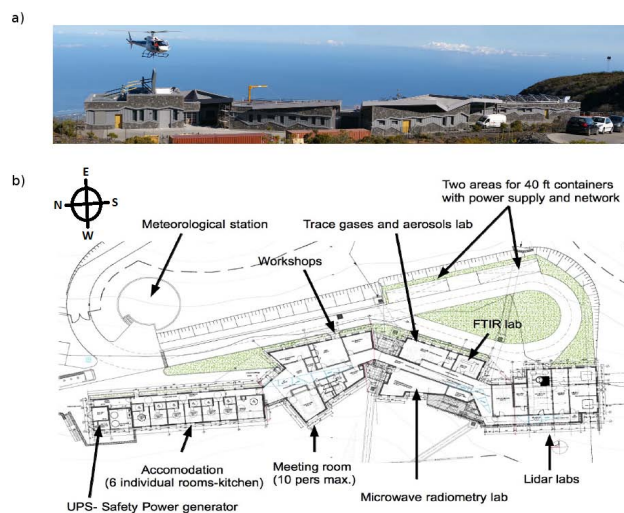 a)
b)
E
N
S
W
Two areas for 40 ft containers
with power supply and network
Meteorological station
Trace gases and aerosols lab
Workshops
FTIR lab
Accomodation
(6 individual rooms-kitchen)
Meeting room
(10 pers max.)
Lidar labs
Microwave radiometry lab
UPS- Safety Power generator